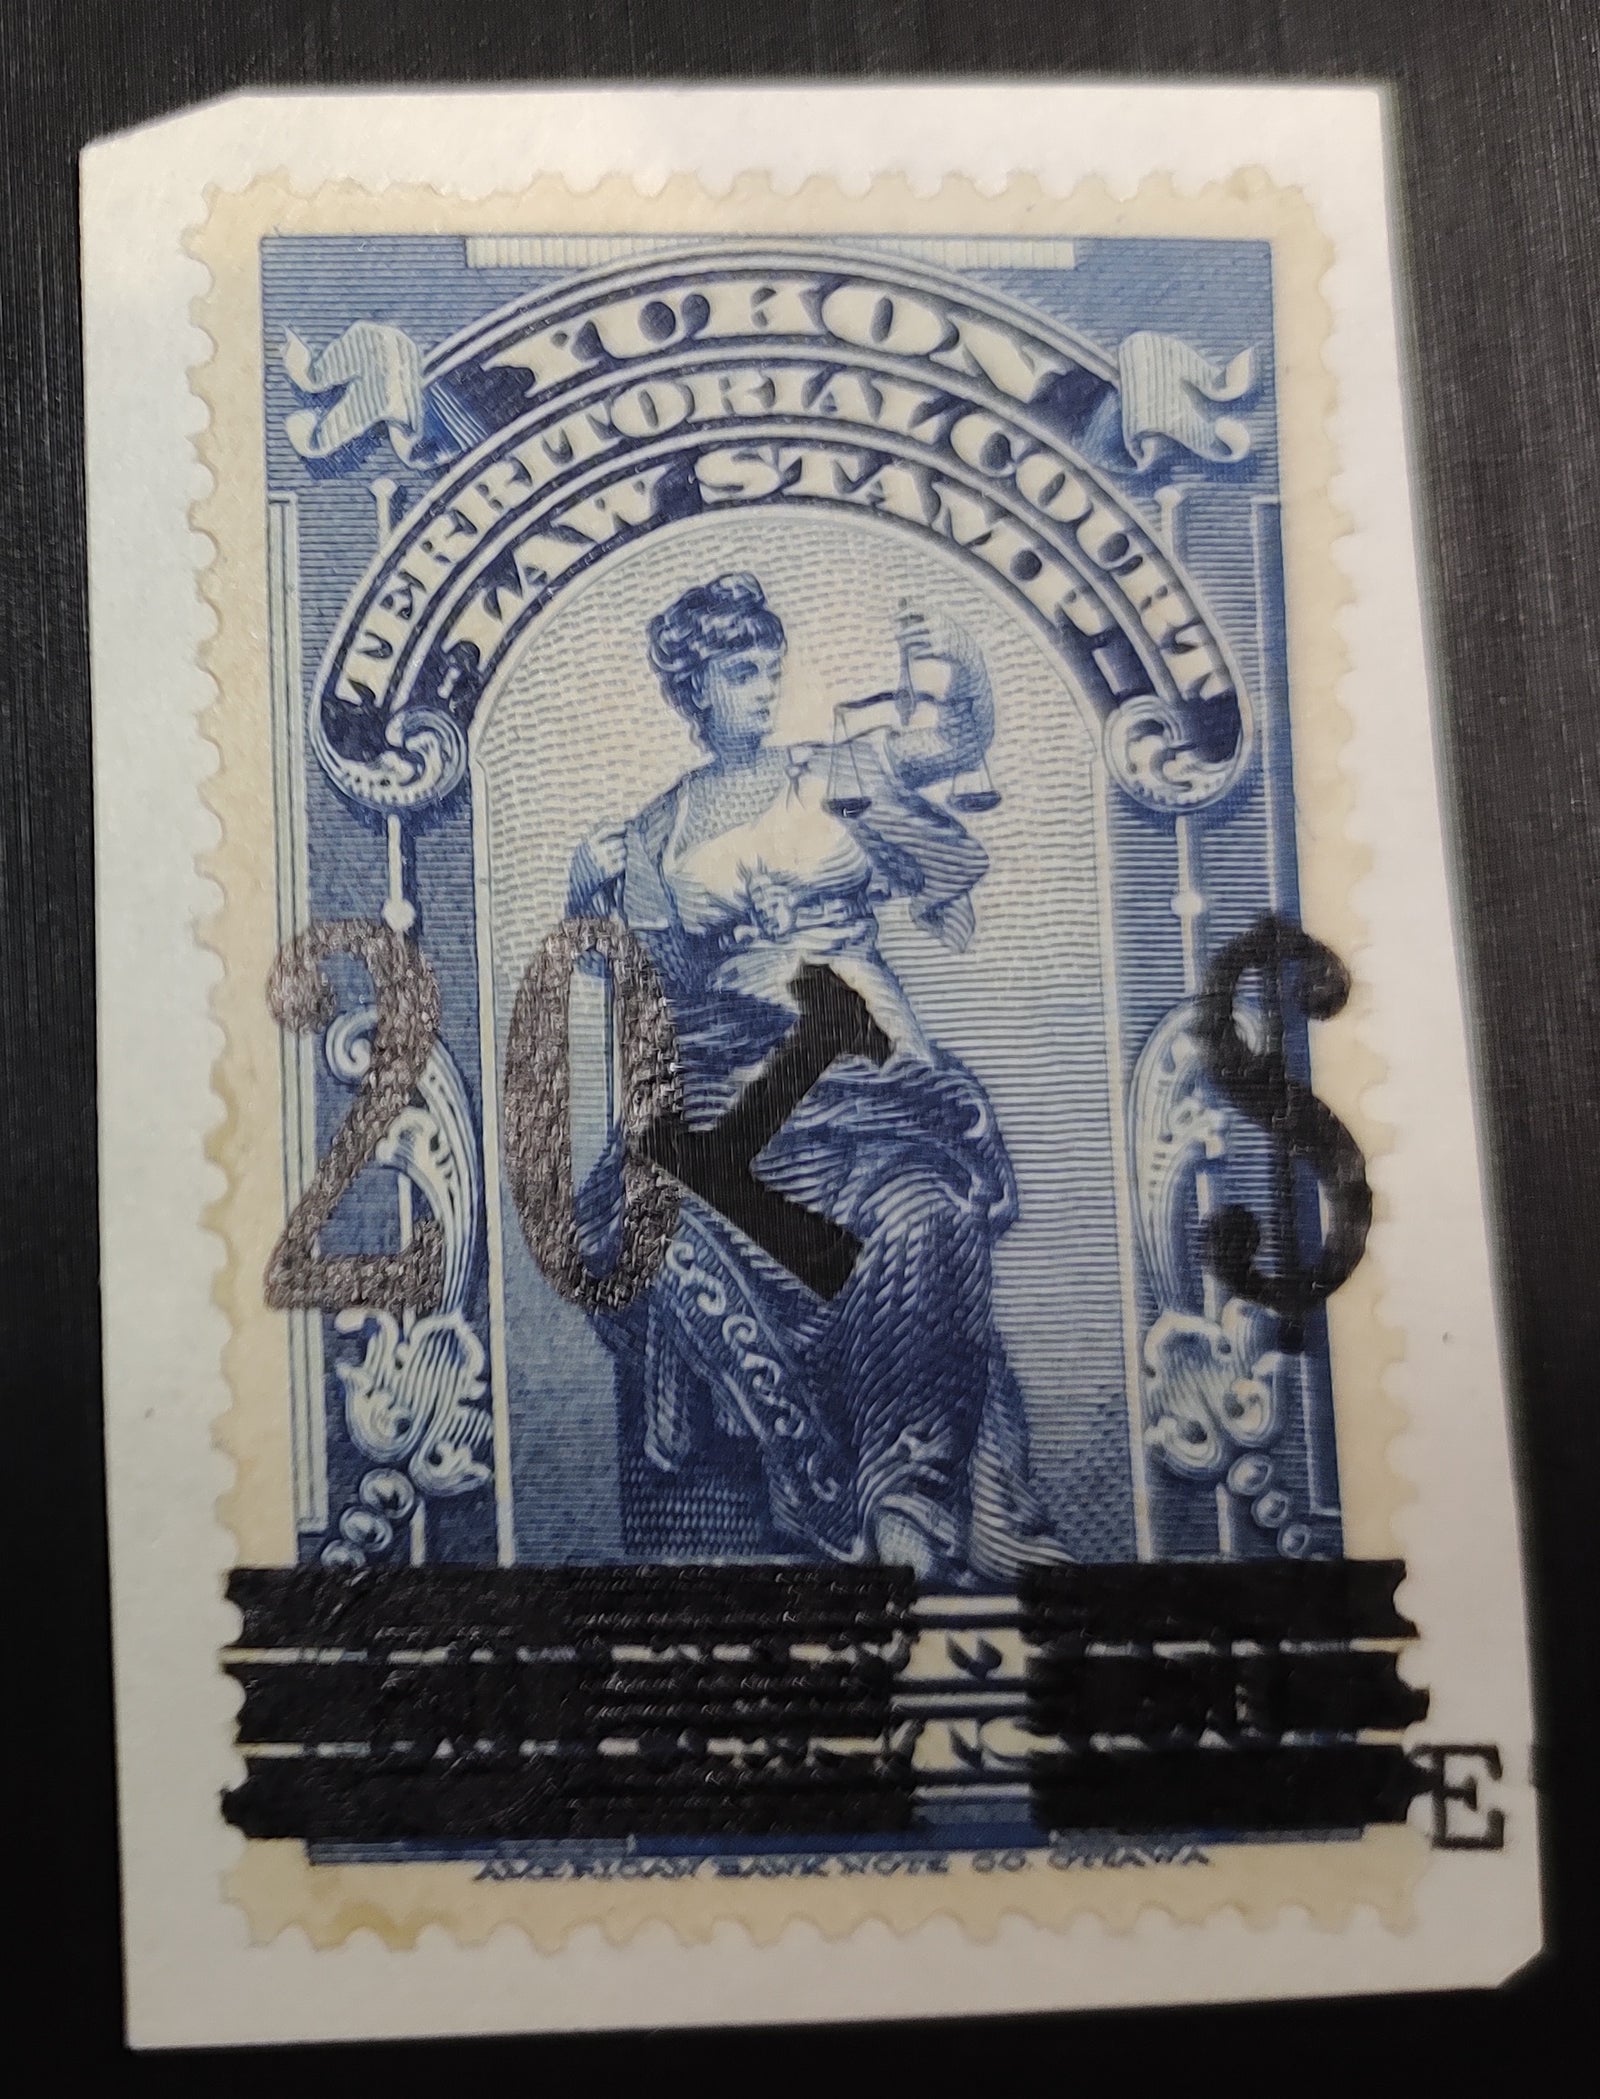 YUKON
TERRITORIAL COURT
LAW STAMP.
20 $
E
AMERICAN BANK NOTE CO. OTTAWA